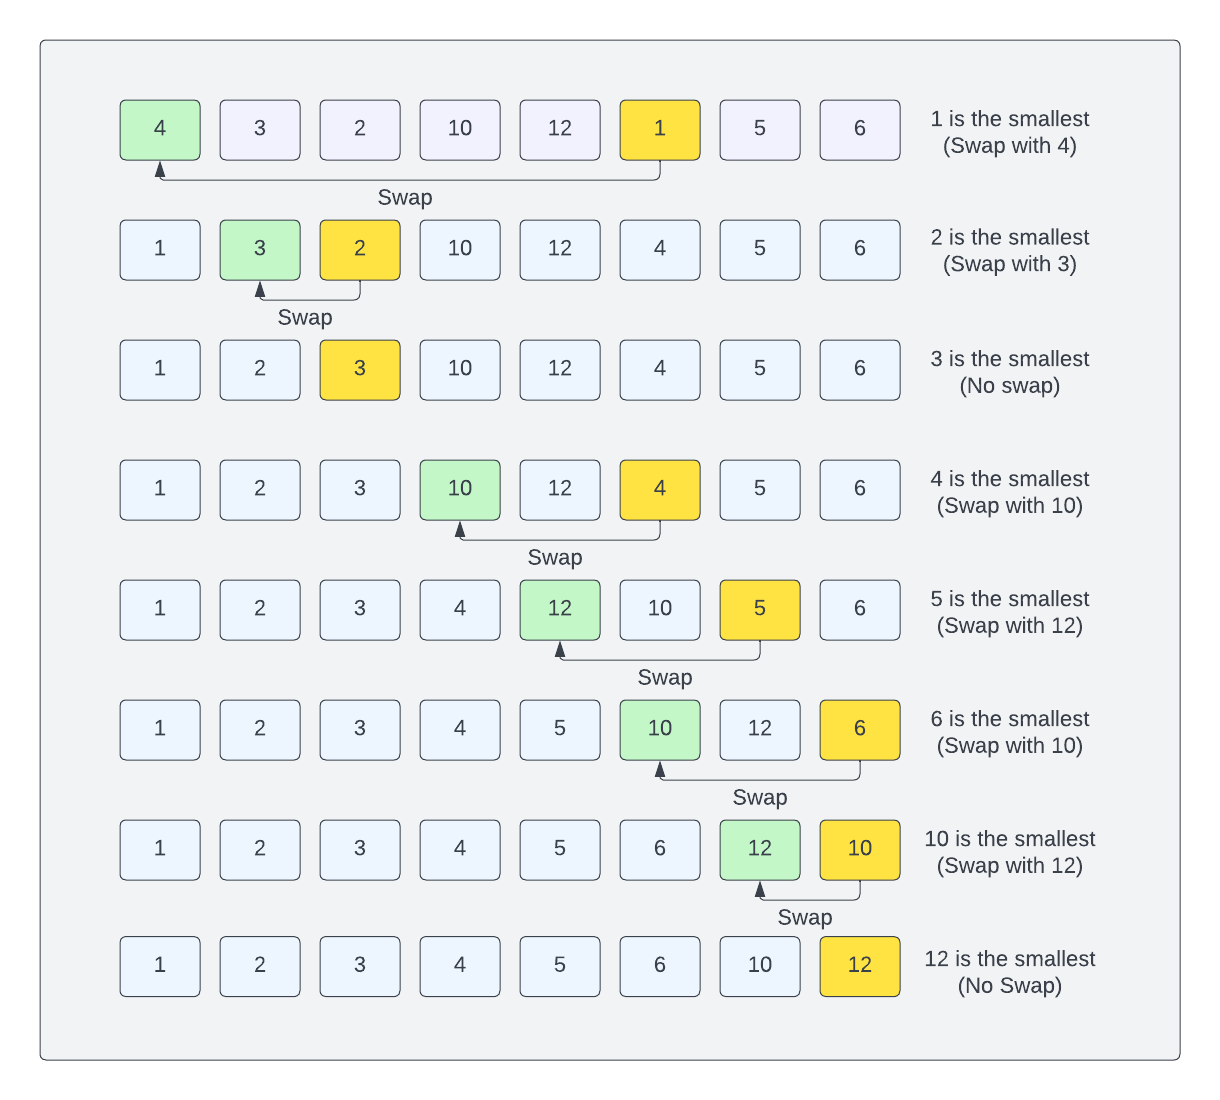 4 3 2 10 12 1 5 6 1 is the smallest
(Swap with 4)
Swap
1 3 2 10 12 4 5 6 2 is the smallest
(Swap with 3)
Swap
1 2 3 10 12 4 5 6 3 is the smallest
(No swap)
1 2 3 10 12 4 5 6 4 is the smallest
(Swap with 10)
Swap
1 2 3 4 12 10 5 6 5 is the smallest
(Swap with 12)
Swap
1 2 3 4 5 10 12 6 6 is the smallest
(Swap with 10)
Swap
1 2 3 4 5 6 12 10 10 is the smallest
(Swap with 12)
Swap
1 2 3 4 5 6 10 12 12 is the smallest
(No Swap)